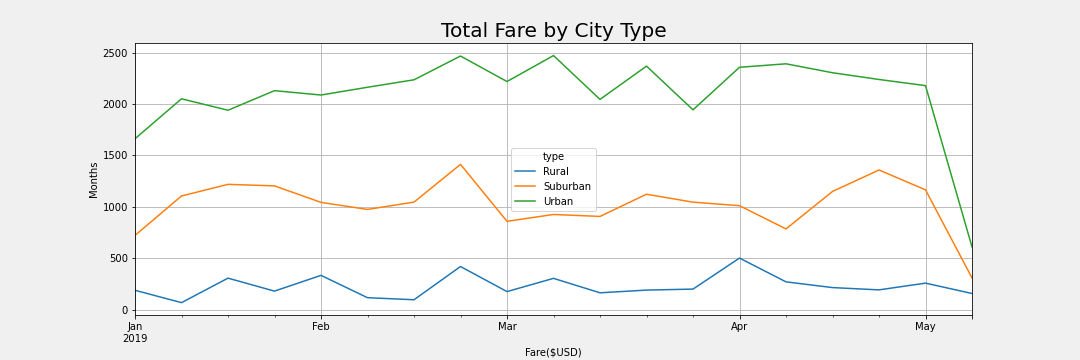 Total Fare by City Type
2500
2000
1500
1000
500
0
Months
type
Rural
Suburban
Urban
Jan
2019
Feb
Mar
Apr
May
Fare($USD)